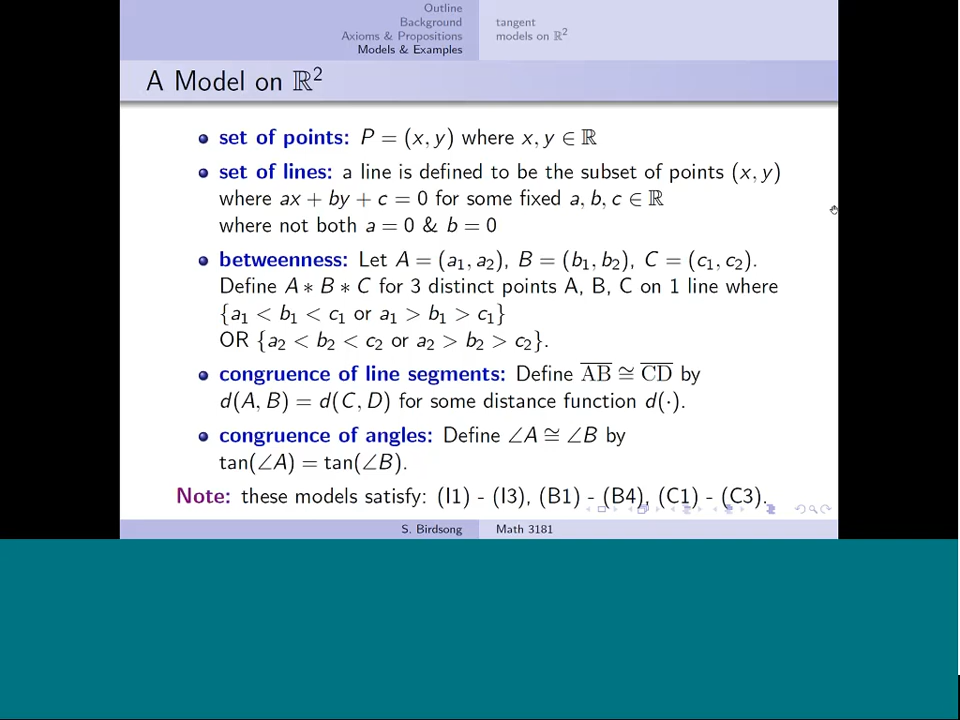 Outline
Background
Axioms & Propositions
Models & Examples
tangent
models on ℝ²
A Model on ℝ²
set of points: P = (x, y) where x, y ∈ ℝ
set of lines: a line is defined to be the subset of points (x, y)
where ax + by + c = 0 for some fixed a, b, c ∈ ℝ
where not both a = 0 & b = 0
betweenness: Let A = (a₁, a₂), B = (b₁, b₂), C = (c₁, c₂).
Define A ∗ B ∗ C for 3 distinct points A, B, C on 1 line where
{a₁ < b₁ < c₁ or a₁ > b₁ > c₁}
OR {a₂ < b₂ < c₂ or a₂ > b₂ > c₂}.
congruence of line segments: Define A̅B̅ ≅ C̅D̅ by
d(A, B) = d(C, D) for some distance function d(·).
congruence of angles: Define ∠A ≅ ∠B by
tan(∠A) = tan(∠B).
Note: these models satisfy: (I1) - (I3), (B1) - (B4), (C1) - (C3).
S. Birdsong
Math 3181